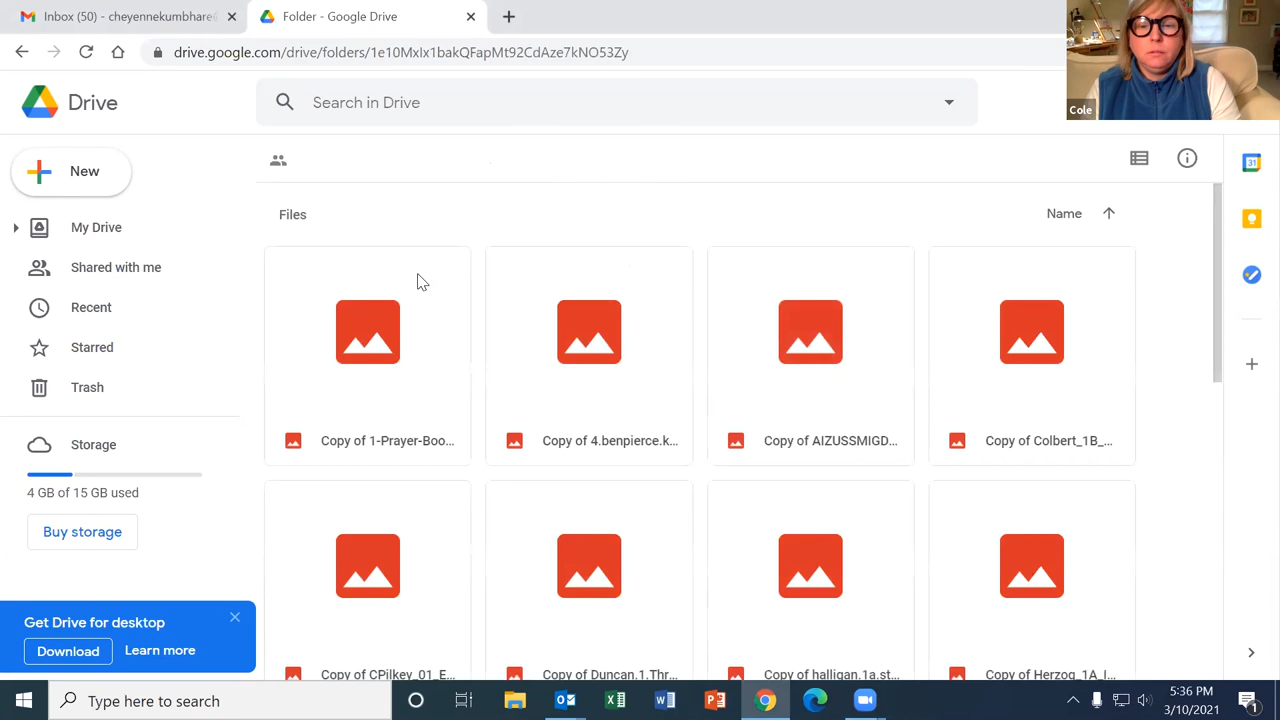 Inbox (50) - cheyennekumbhare@
Folder - Google Drive
drive.google.com/drive/folders/1e10MxIx1bakQFapMt92CdAze7kNO53Zy
Cole
Drive
Search in Drive
New
My Drive
Shared with me
Recent
Starred
Trash
Storage
4 GB of 15 GB used
Buy storage
Get Drive for desktop
Download
Learn more
Files
Name
31
Copy of 1-Prayer-Boo...
Copy of 4.benpierce.k...
Copy of AIZUSSMIGD...
Copy of Colbert_1B_...
Copy of CPilkey_01_E...
Copy of Duncan.1.Thr...
Copy of halligan.1a.st...
Copy of Herzog_1A_I...
Type here to search
5:36 PM
3/10/2021
1